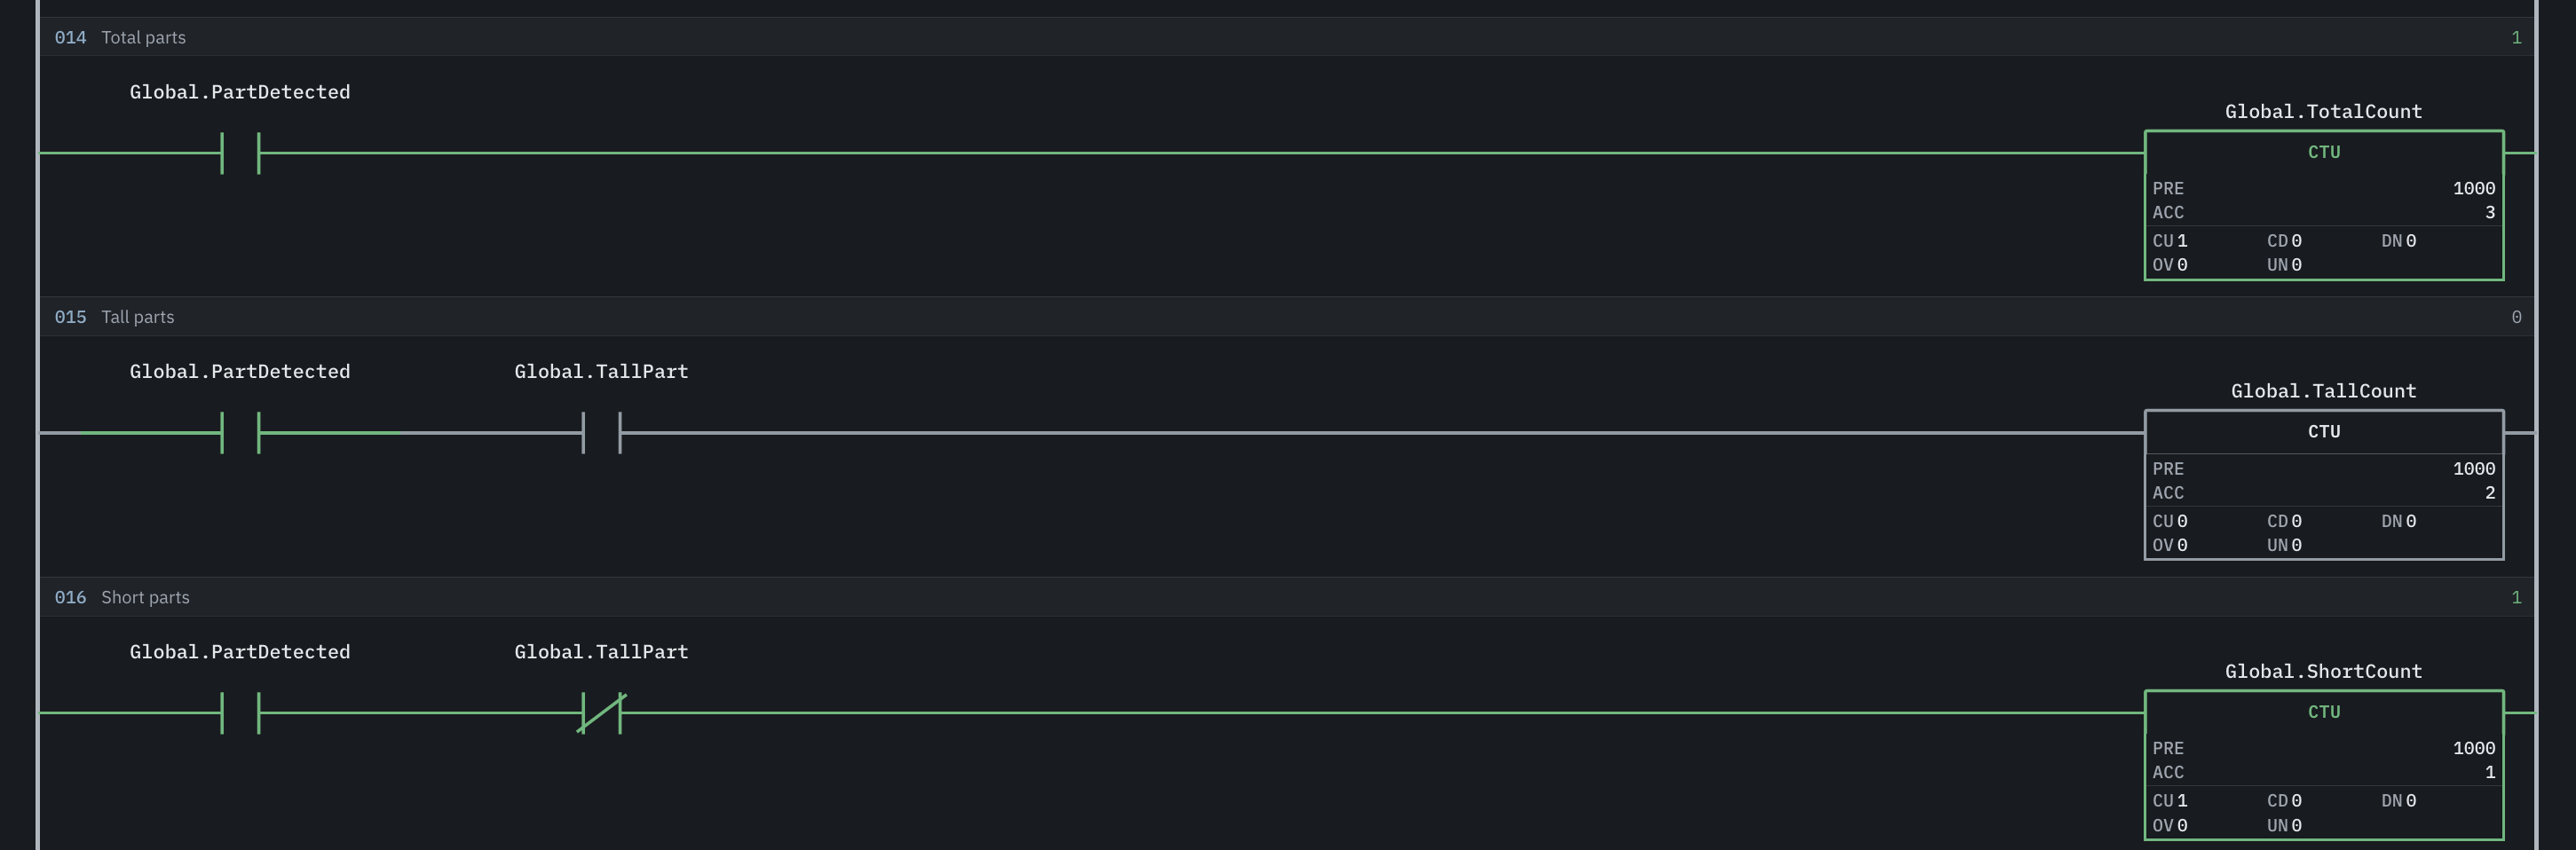 014 Total parts 1
Global.PartDetected
Global.TotalCount
CTU
PRE 1000
ACC 3
CU 1 CD 0 DN 0
OV 0 UN 0
015 Tall parts 0
Global.PartDetected Global.TallPart
Global.TallCount
CTU
PRE 1000
ACC 2
CU 0 CD 0 DN 0
OV 0 UN 0
016 Short parts 1
Global.PartDetected Global.TallPart
Global.ShortCount
CTU
PRE 1000
ACC 1
CU 1 CD 0 DN 0
OV 0 UN 0